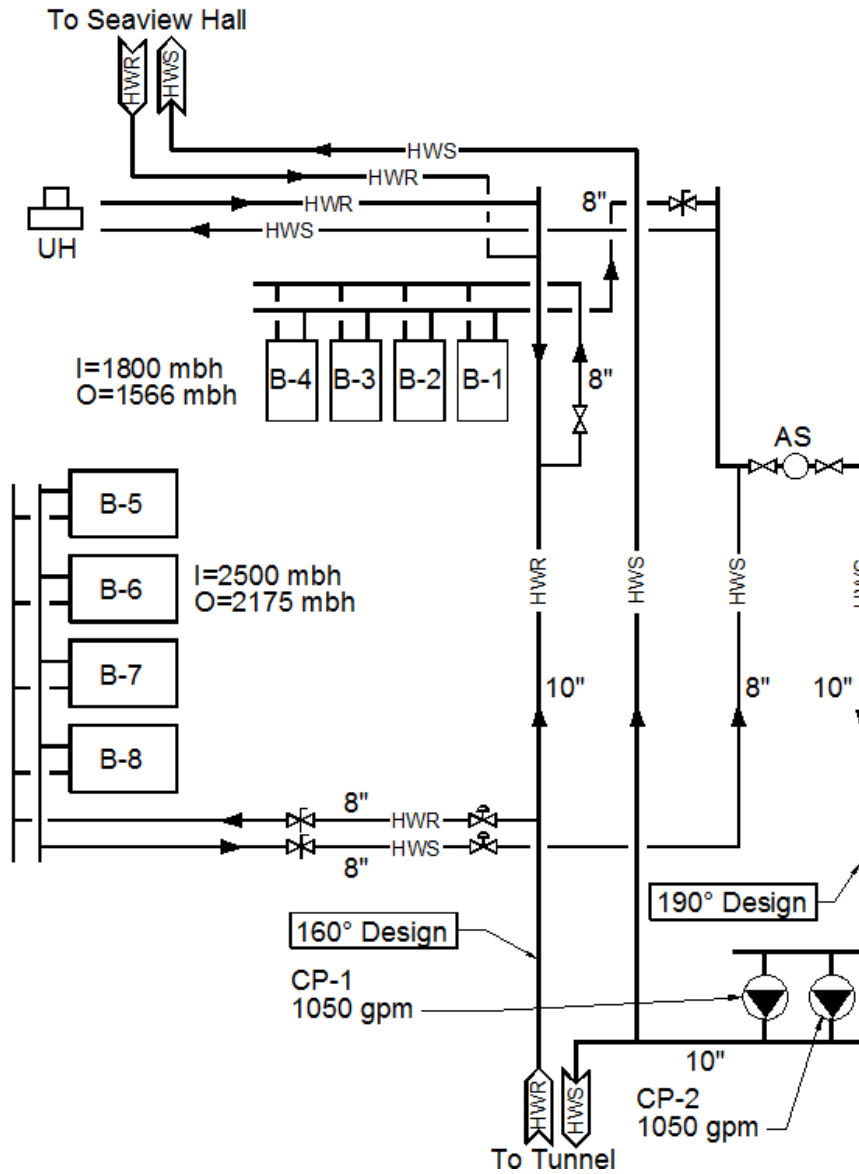 To Seaview Hall
HWR
HWS
HWS
HWR
HWR
8"
HWS
UH
I=1800 mbh
O=1566 mbh
B-4
B-3
B-2
B-1
8"
AS
B-5
B-6
I=2500 mbh
O=2175 mbh
HWR
HWS
HWS
HWS
B-7
10"
8"
10"
B-8
8"
HWR
HWS
8"
190° Design
160° Design
CP-1
1050 gpm
10"
HWR
HWS
CP-2
1050 gpm
To Tunnel